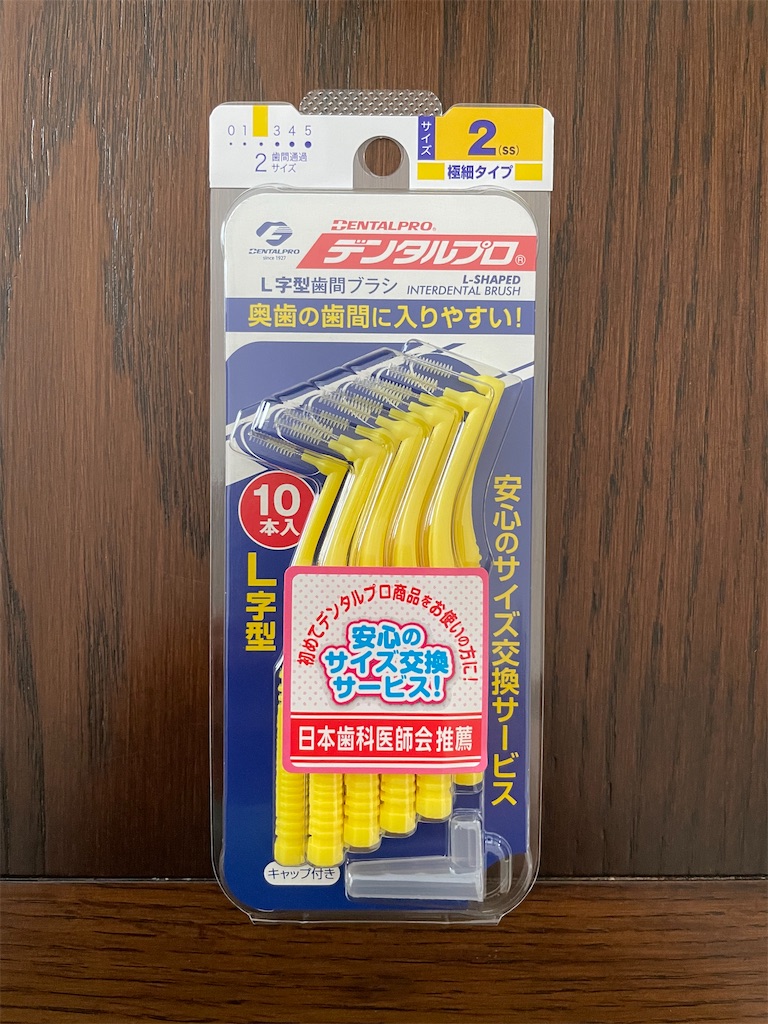 0 1 3 4 5
2 歯間通過
サイズ
サイズ
2(SS)
極細タイプ
DENTALPRO
since 1927
DENTALPRO®
デンタルプロ®
L字型歯間ブラシ
L-SHAPED
INTERDENTAL BRUSH
奥歯の歯間に入りやすい!
10
本入
L字型
安心のサイズ交換サービス
初めてデンタルプロ商品をお使いの方に!
安心の
サイズ交換
サービス!
日本歯科医師会推薦
キャップ付き